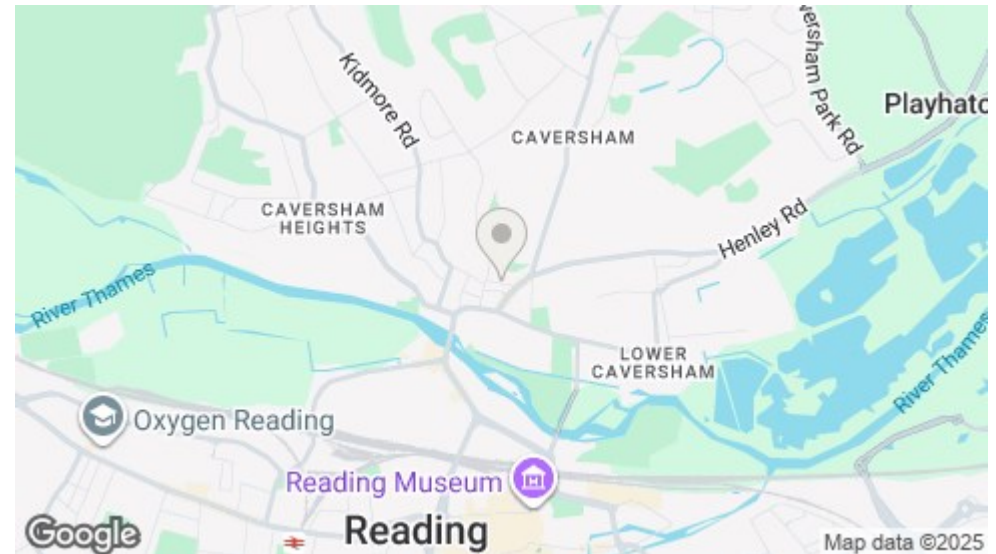 Kidmore Rd
CAVERSHAM
ersham Park Rd
Playhatc
CAVERSHAM
HEIGHTS
Henley Rd
River Thames
LOWER
CAVERSHAM
River Thames
Oxygen Reading
Reading Museum
Reading
Google
Map data ©2025